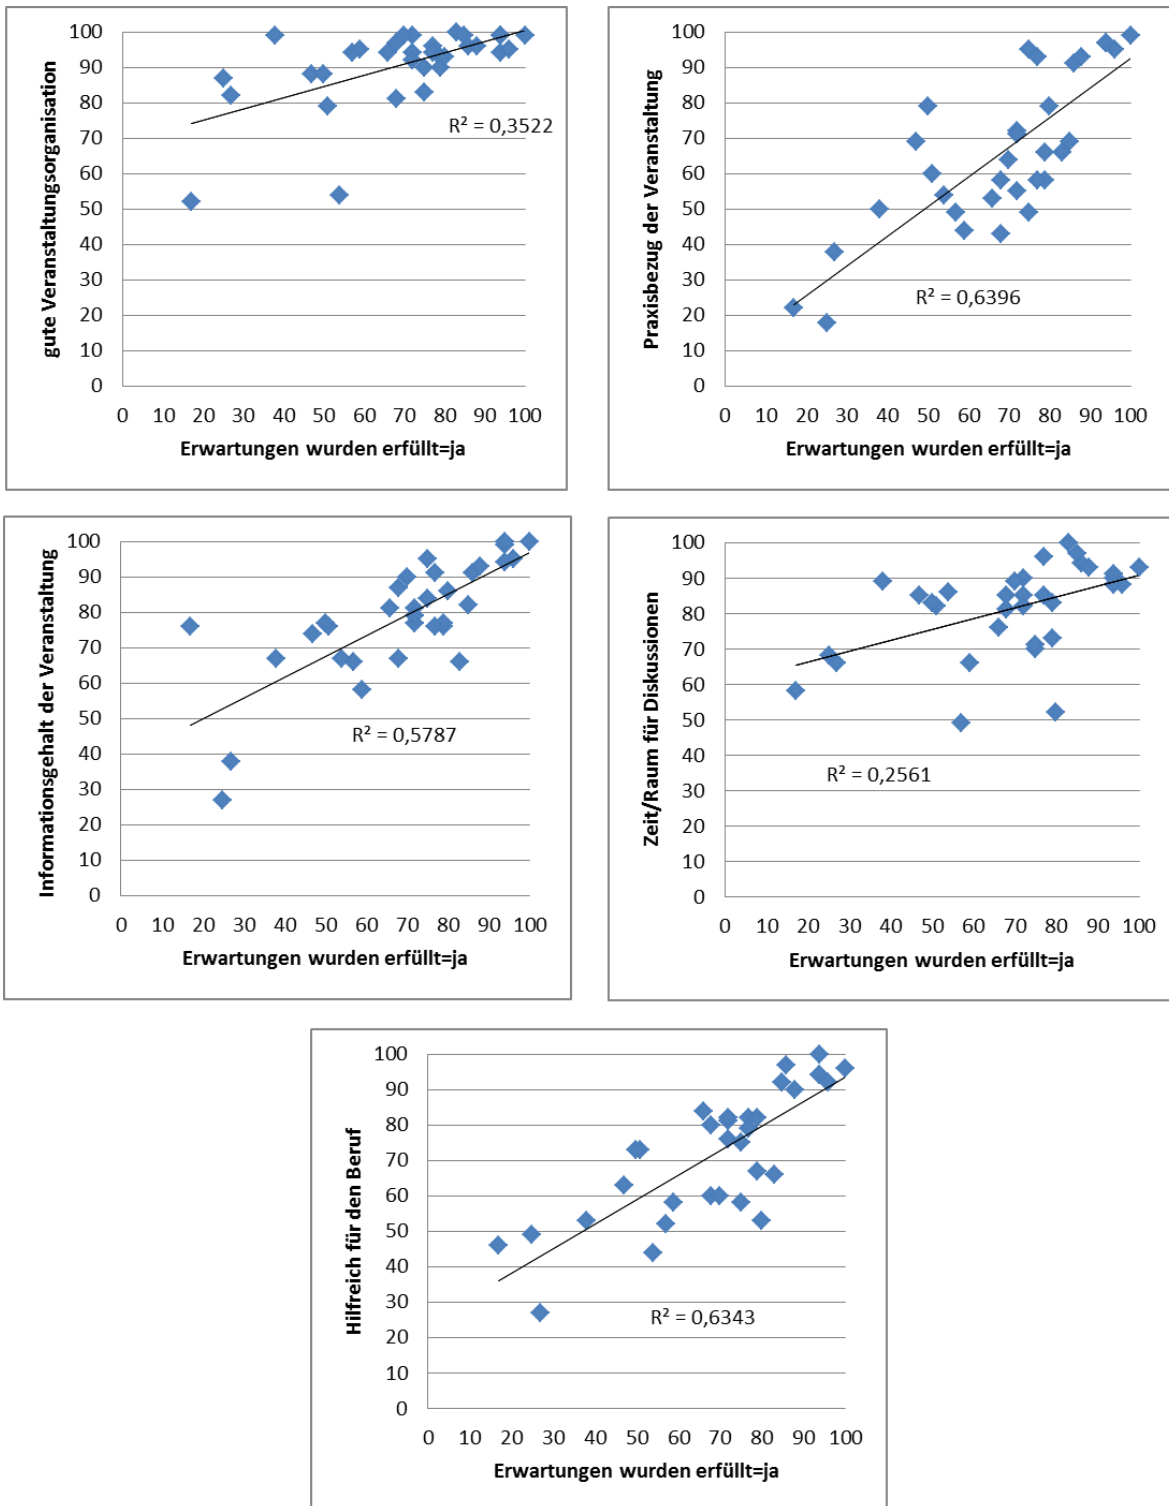 100
90
80
70
60
50
40
30
20
10
0
gute Veranstaltungsorganisation
R² = 0,3522
0 10 20 30 40 50 60 70 80 90 100
Erwartungen wurden erfüllt=ja
100
90
80
70
60
50
40
30
20
10
0
Praxisbezug der Veranstaltung
R² = 0,6396
0 10 20 30 40 50 60 70 80 90 100
Erwartungen wurden erfüllt=ja
100
90
80
70
60
50
40
30
20
10
0
Informationsgehalt der Veranstaltung
R² = 0,5787
0 10 20 30 40 50 60 70 80 90 100
Erwartungen wurden erfüllt=ja
100
90
80
70
60
50
40
30
20
10
0
Zeit/Raum für Diskussionen
R² = 0,2561
0 10 20 30 40 50 60 70 80 90 100
Erwartungen wurden erfüllt=ja
100
90
80
70
60
50
40
30
20
10
0
Hilfreich für den Beruf
R² = 0,6343
0 10 20 30 40 50 60 70 80 90 100
Erwartungen wurden erfüllt=ja